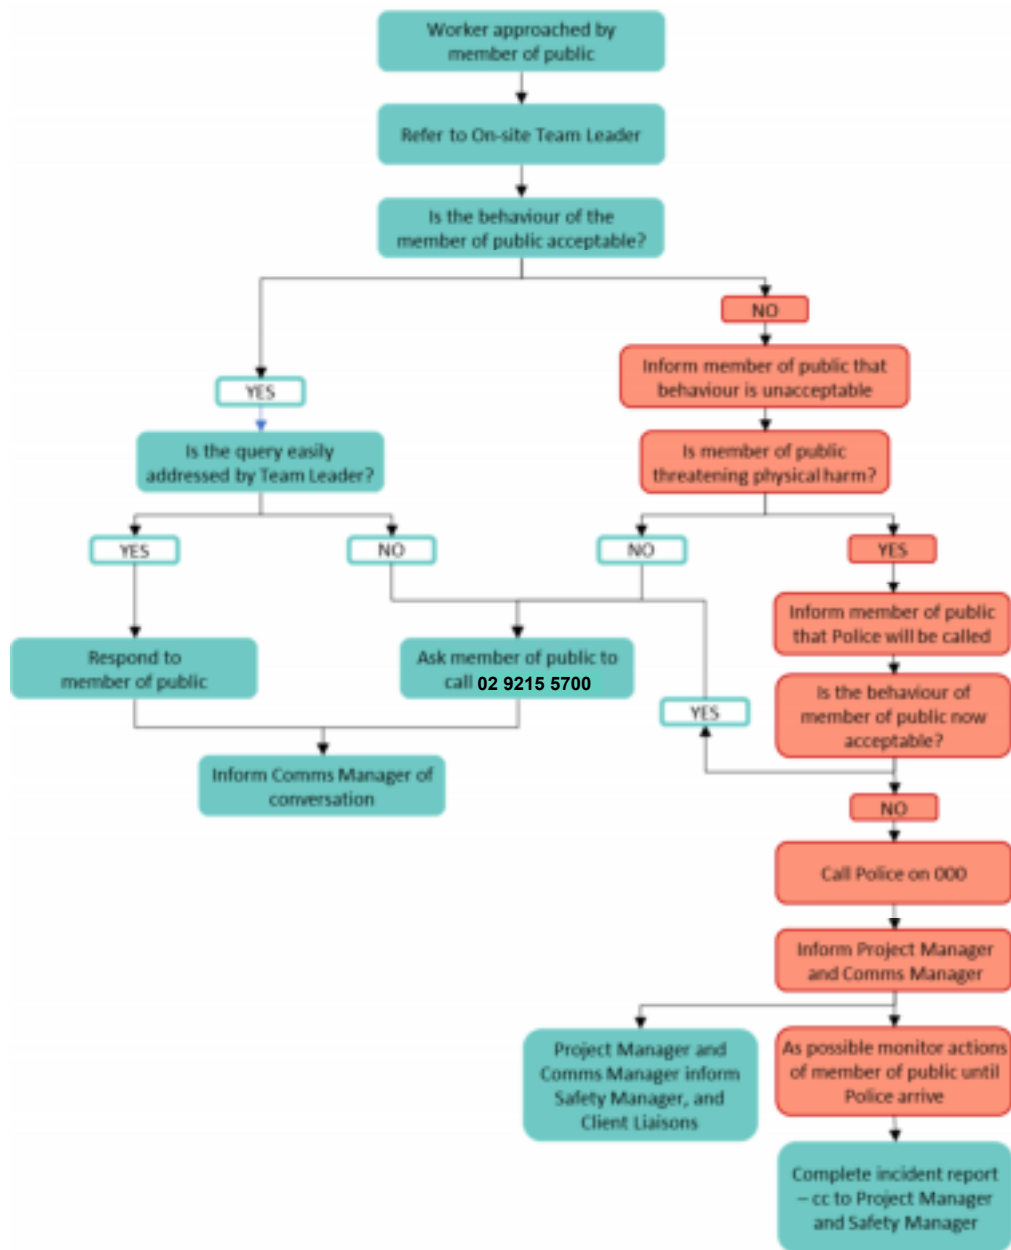 Worker approached by
member of public
Refer to On-site Team Leader
Is the behaviour of the
member of public acceptable?
NO
Inform member of public that
behaviour is unacceptable
YES
Is the query easily
addressed by Team Leader?
Is member of public
threatening physical harm?
YES
NO
NO
YES
Inform member of public
that Police will be called
Respond to
member of public
Ask member of public to
call 02 9215 5700
YES
Is the behaviour of
member of public now
acceptable?
Inform Comms Manager of
conversation
NO
Call Police on 000
Inform Project Manager
and Comms Manager
Project Manager and
Comms Manager inform
Safety Manager, and
Client Liaisons
As possible monitor actions
of member of public until
Police arrive
Complete incident report
– cc to Project Manager
and Safety Manager